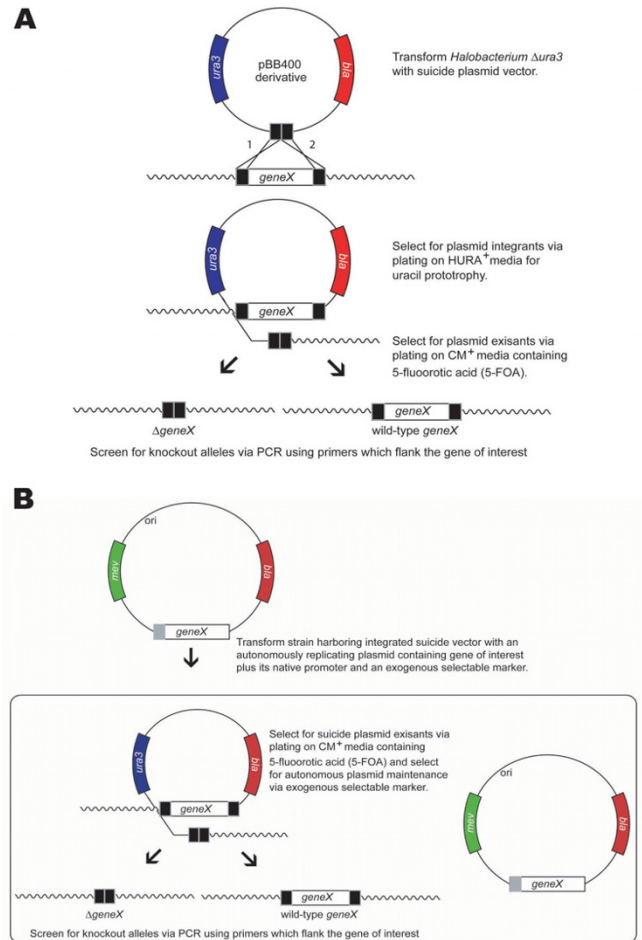 A
ura3
pBB400
derivative
bla
Transform Halobacterium Δura3
with suicide plasmid vector.
1
2
geneX
ura3
bla
Select for plasmid integrants via
plating on HURA+ media for
uracil prototrophy.
geneX
Select for plasmid exisants via
plating on CM+ media containing
5-fluoorotic acid (5-FOA).
ΔgeneX
geneX
wild-type geneX
Screen for knockout alleles via PCR using primers which flank the gene of interest
B
ori
mev
bla
geneX
Transform strain harboring integrated suicide vector with an
autonomously replicating plasmid containing gene of interest
plus its native promoter and an exogenous selectable marker.
Select for suicide plasmid exisants via
plating on CM+ media containing
5-fluoorotic acid (5-FOA) and select
for autonomous plasmid maintenance
via exogenous selectable marker.
ura3
bla
geneX
ori
mev
bla
geneX
ΔgeneX
geneX
wild-type geneX
Screen for knockout alleles via PCR using primers which flank the gene of interest